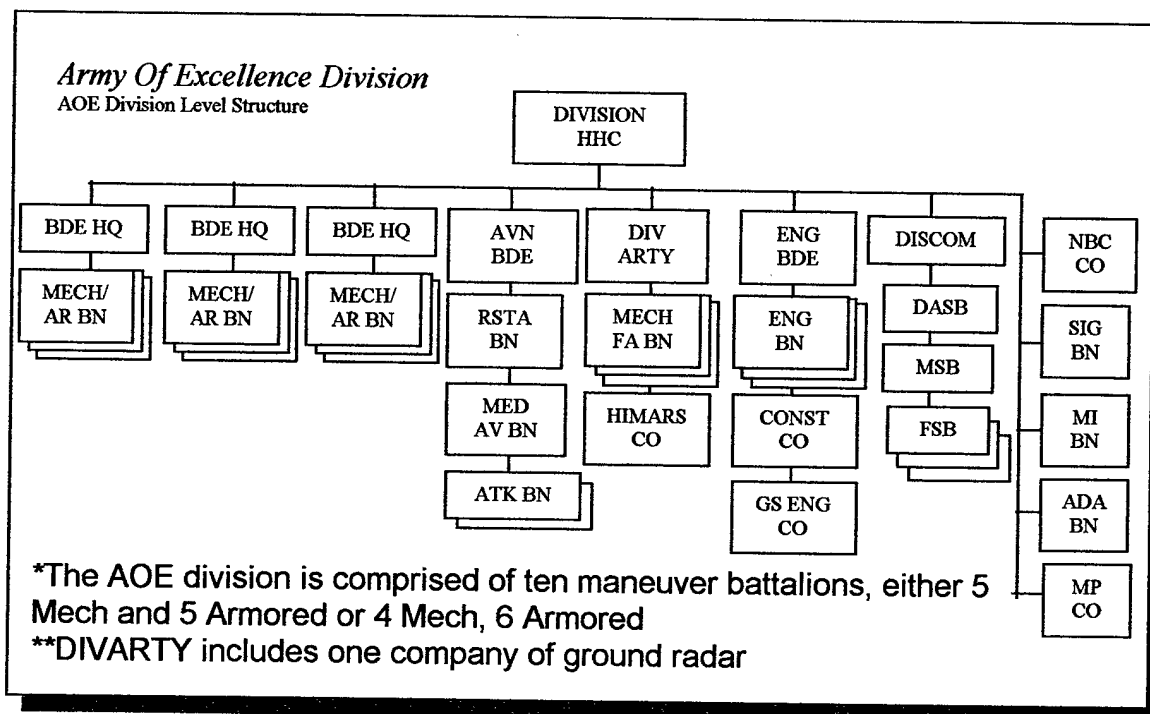 Army Of Excellence Division
AOE Division Level Structure
DIVISION
HHC
BDE HQ
MECH/
AR BN
BDE HQ
MECH/
AR BN
BDE HQ
MECH/
AR BN
AVN
BDE
RSTA
BN
MED
AV BN
ATK BN
DIV
ARTY
MECH
FA BN
HIMARS
CO
ENG
BDE
ENG
BN
CONST
CO
GS ENG
CO
DISCOM
DASB
MSB
FSB
NBC
CO
SIG
BN
MI
BN
ADA
BN
MP
CO
*The AOE division is comprised of ten maneuver battalions, either 5
Mech and 5 Armored or 4 Mech, 6 Armored
**DIVARTY includes one company of ground radar